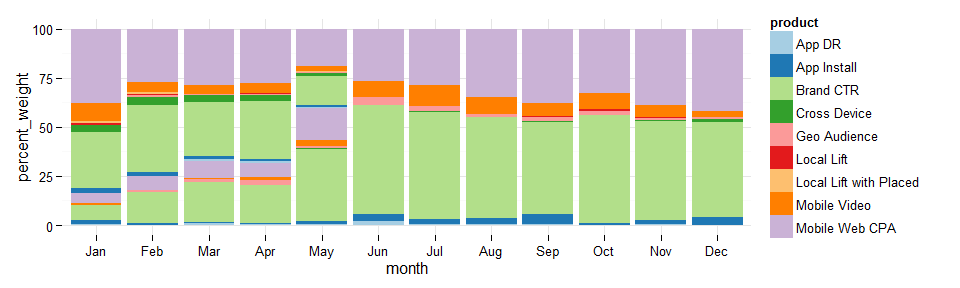 product
App DR
App Install
Brand CTR
Cross Device
Geo Audience
Local Lift
Local Lift with Placed
Mobile Video
Mobile Web CPA
percent_weight
100
75
50
25
0
Jan Feb Mar Apr May Jun Jul Aug Sep Oct Nov Dec
month